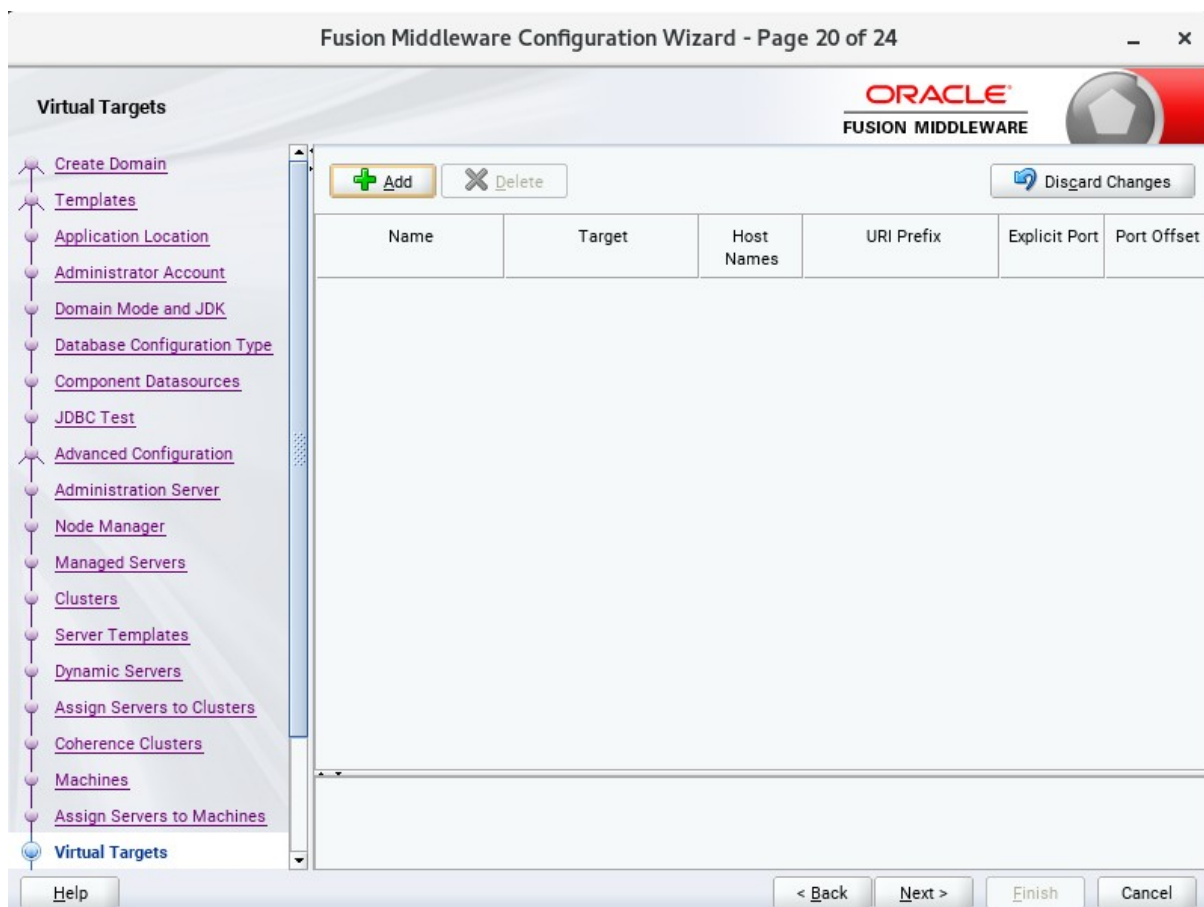 Fusion Middleware Configuration Wizard - Page 20 of 24
Virtual Targets
ORACLE
FUSION MIDDLEWARE
Create Domain
Templates
Application Location
Administrator Account
Domain Mode and JDK
Database Configuration Type
Component Datasources
JDBC Test
Advanced Configuration
Administration Server
Node Manager
Managed Servers
Clusters
Server Templates
Dynamic Servers
Assign Servers to Clusters
Coherence Clusters
Machines
Assign Servers to Machines
Virtual Targets
Add Delete Discard Changes
Name Target Host Names URI Prefix Explicit Port Port Offset
Help < Back Next > Finish Cancel